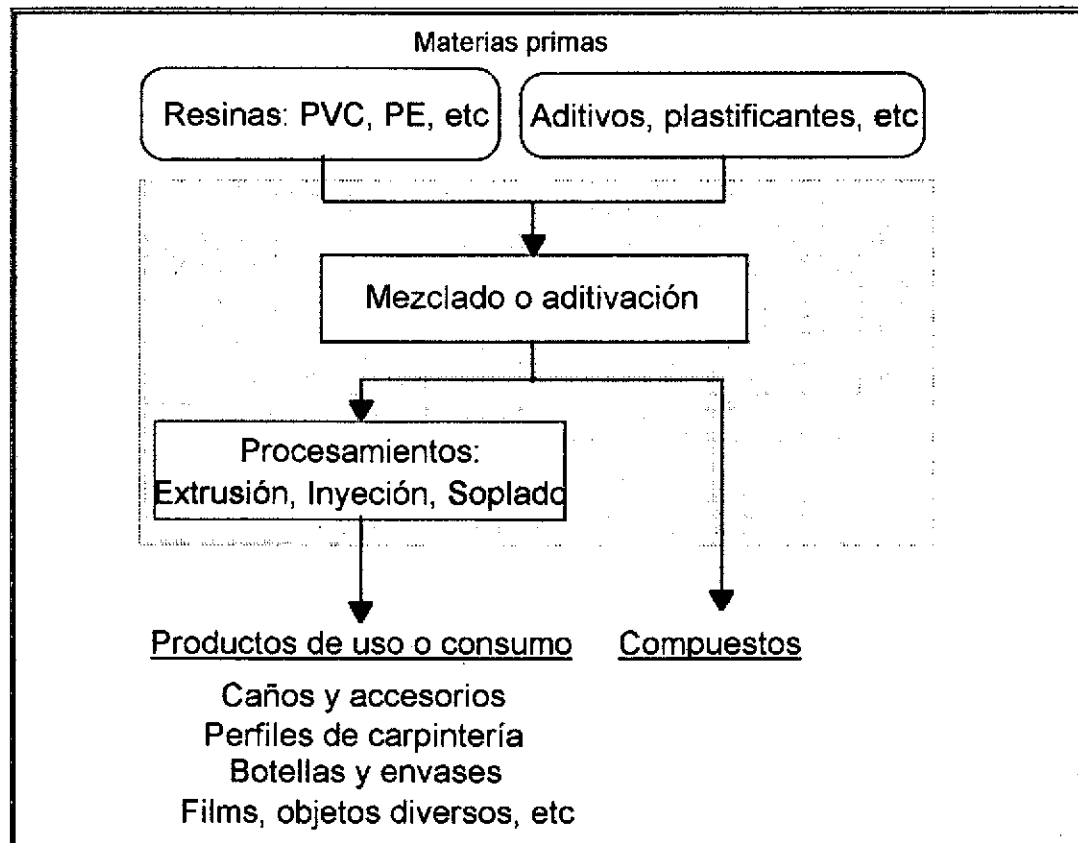 Materias primas
Resinas: PVC, PE, etc
Aditivos, plastificantes, etc
Mezclado o aditivación
Procesamientos:
Extrusión, Inyeción, Soplado
Productos de uso o consumo
Compuestos
Caños y accesorios
Perfiles de carpintería
Botellas y envases
Films, objetos diversos, etc